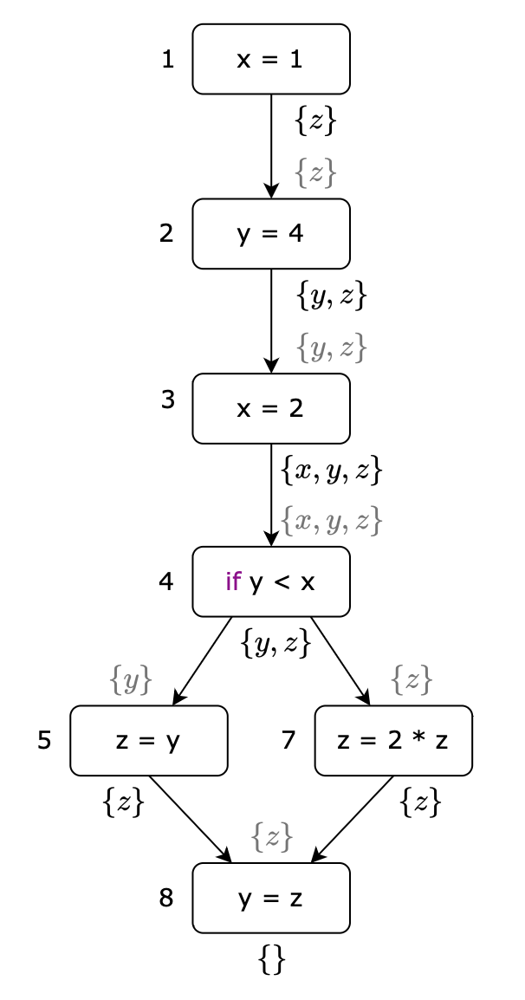 1 x = 1
{z}
{z}
2 y = 4
{y, z}
{y, z}
3 x = 2
{x, y, z}
{x, y, z}
4 if y < x
{y, z}
{y} {z}
5 z = y 7 z = 2 * z
{z} {z}
{z}
8 y = z
{}